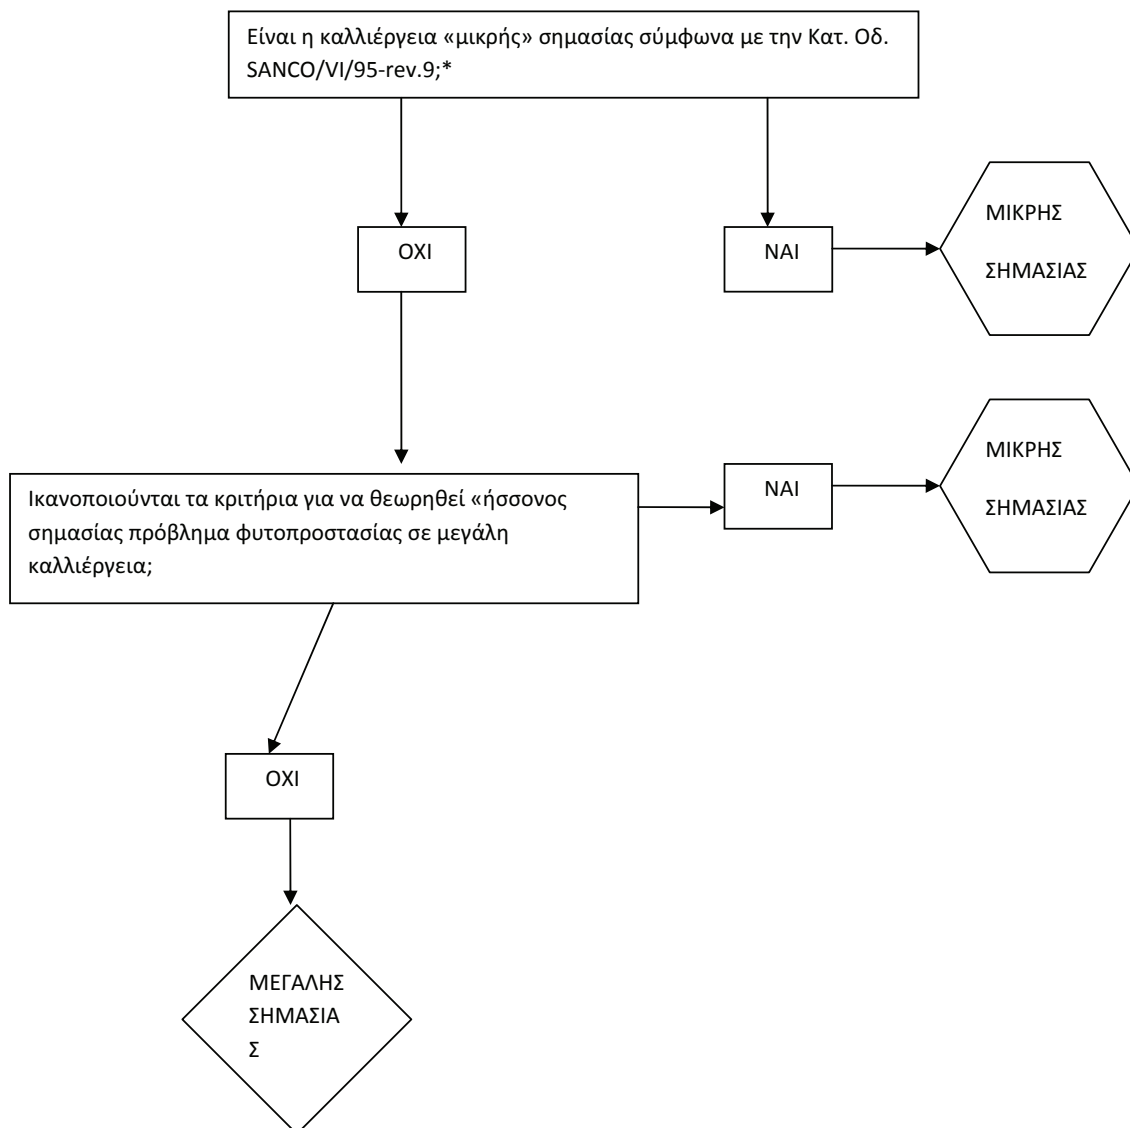 Είναι η καλλιέργεια «μικρής» σημασίας σύμφωνα με την Κατ. Οδ.
SANCO/VI/95-rev.9;*
ΟΧΙ
ΝΑΙ
ΜΙΚΡΗΣ
ΣΗΜΑΣΙΑΣ
Ικανοποιούνται τα κριτήρια για να θεωρηθεί «ήσσονος
σημασίας πρόβλημα φυτοπροστασίας σε μεγάλη
καλλιέργεια;
ΝΑΙ
ΜΙΚΡΗΣ
ΣΗΜΑΣΙΑΣ
ΟΧΙ
ΜΕΓΑΛΗΣ
ΣΗΜΑΣΙΑ
Σ